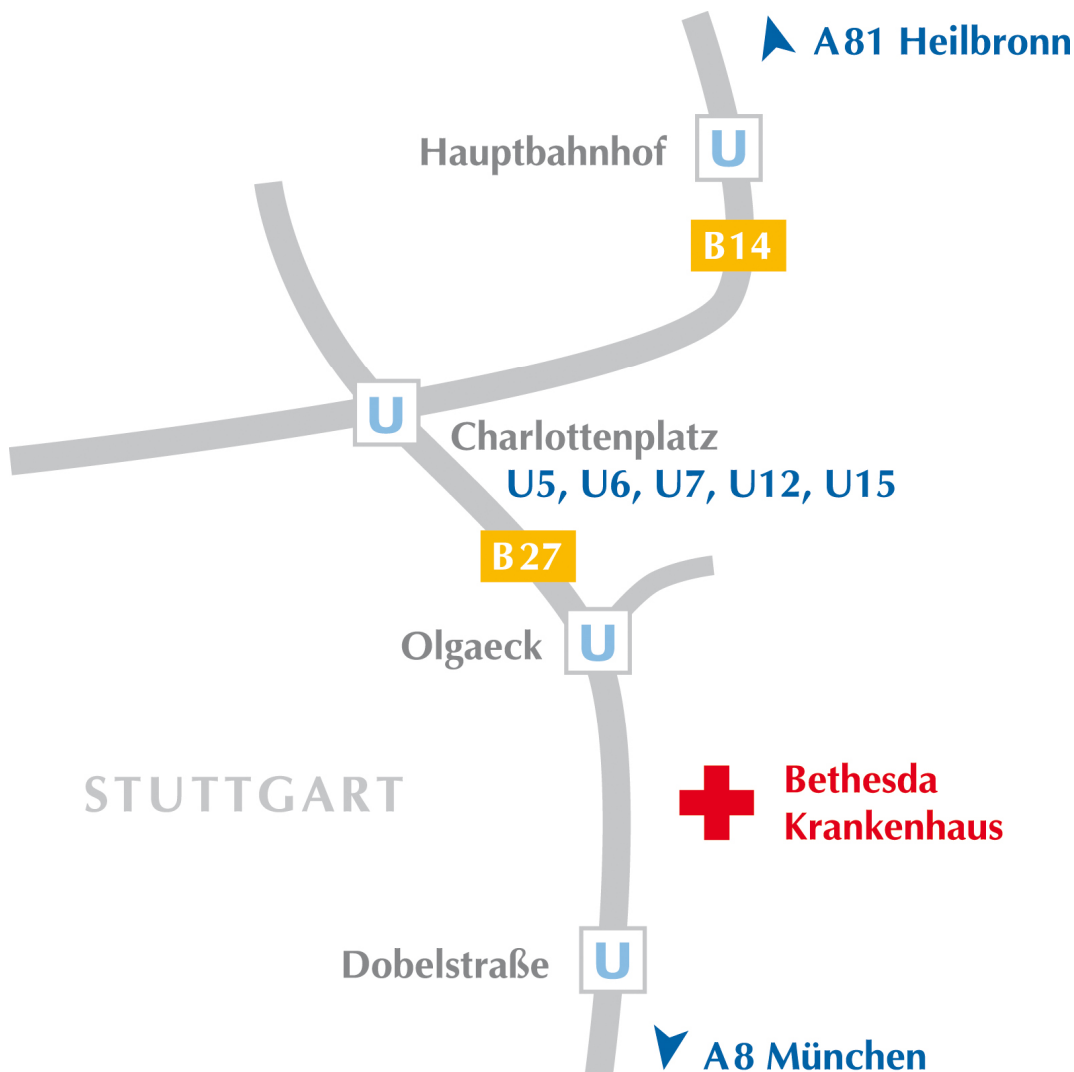 A81 Heilbronn
Hauptbahnhof
U
B14
U
Charlottenplatz
U5, U6, U7, U12, U15
B27
Olgaeck
U
STUTTGART
Bethesda
Krankenhaus
Dobelstraße
U
A8 München